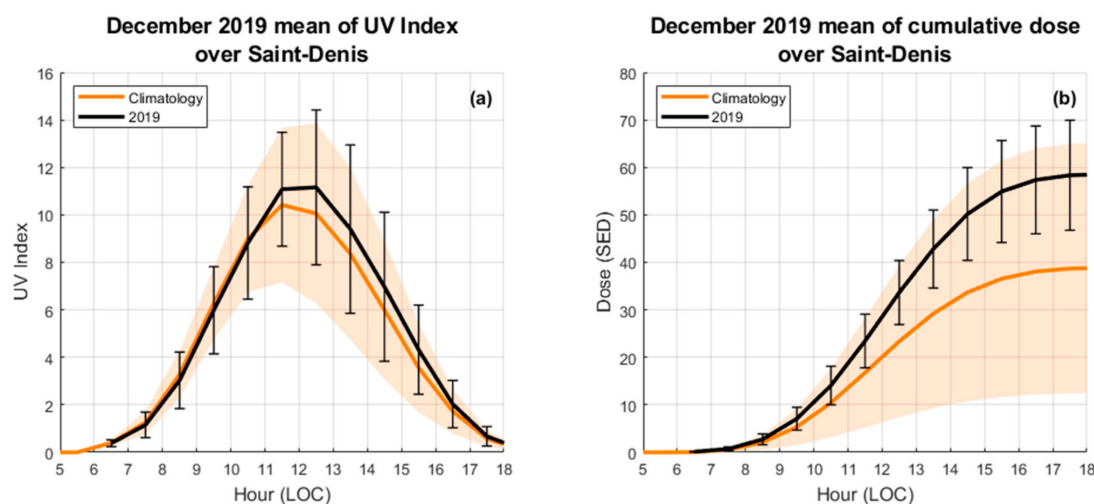 December 2019 mean of UV Index
over Saint-Denis
16
14
12
10
8
6
4
2
0
UV Index
Climatology
2019
(a)
5 6 7 8 9 10 11 12 13 14 15 16 17 18
Hour (LOC)
December 2019 mean of cumulative dose
over Saint-Denis
80
70
60
50
40
30
20
10
0
Dose (SED)
Climatology
2019
(b)
5 6 7 8 9 10 11 12 13 14 15 16 17 18
Hour (LOC)